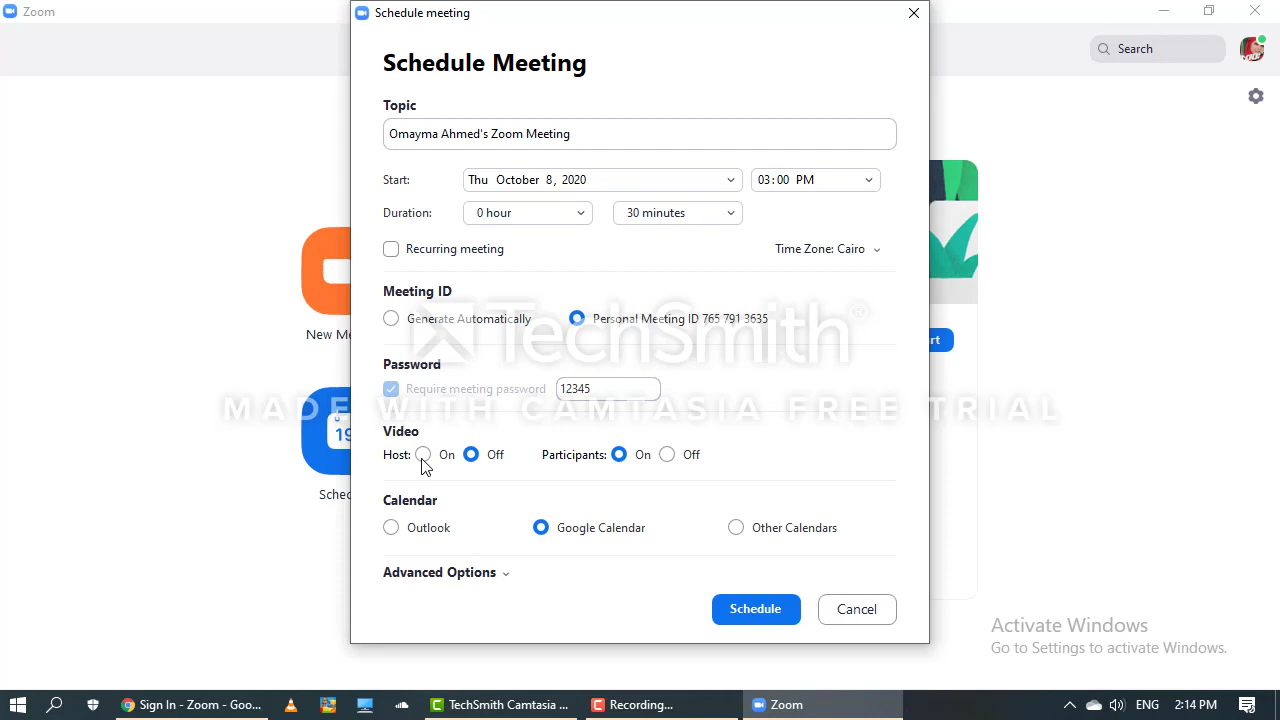 Zoom
Schedule meeting
Search
Schedule Meeting
Topic
Omayma Ahmed's Zoom Meeting
Start: Thu October 8, 2020 03:00 PM
Duration: 0 hour 30 minutes
Recurring meeting Time Zone: Cairo
Meeting ID
Generate Automatically Personal Meeting ID 765 791 3635
TechSmith®
New Me
rt
Password
Require meeting password 12345
MADE WITH CAMTASIA FREE TRIAL
19
Video
Host: On Off Participants: On Off
Sched
Calendar
Outlook Google Calendar Other Calendars
Advanced Options
Schedule Cancel
Activate Windows
Go to Settings to activate Windows.
Sign In - Zoom - Goo... TechSmith Camtasia ... Recording... Zoom ENG 2:14 PM